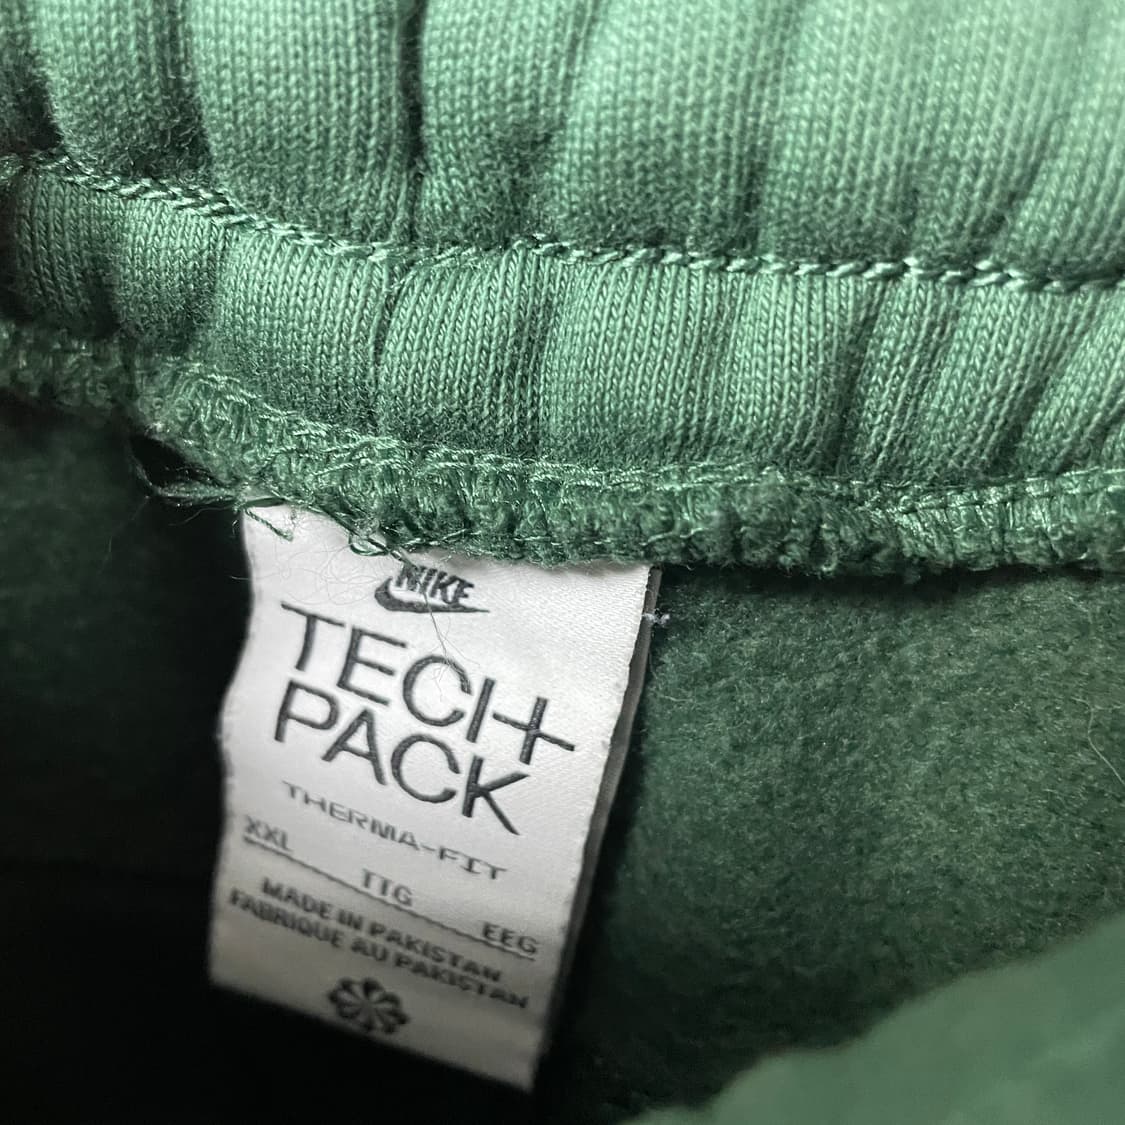 NIKE
TECH
PACK
THERMA-FIT
XXL TTG EEG
MADE IN PAKISTAN
FABRIQUE AU PAKISTAN